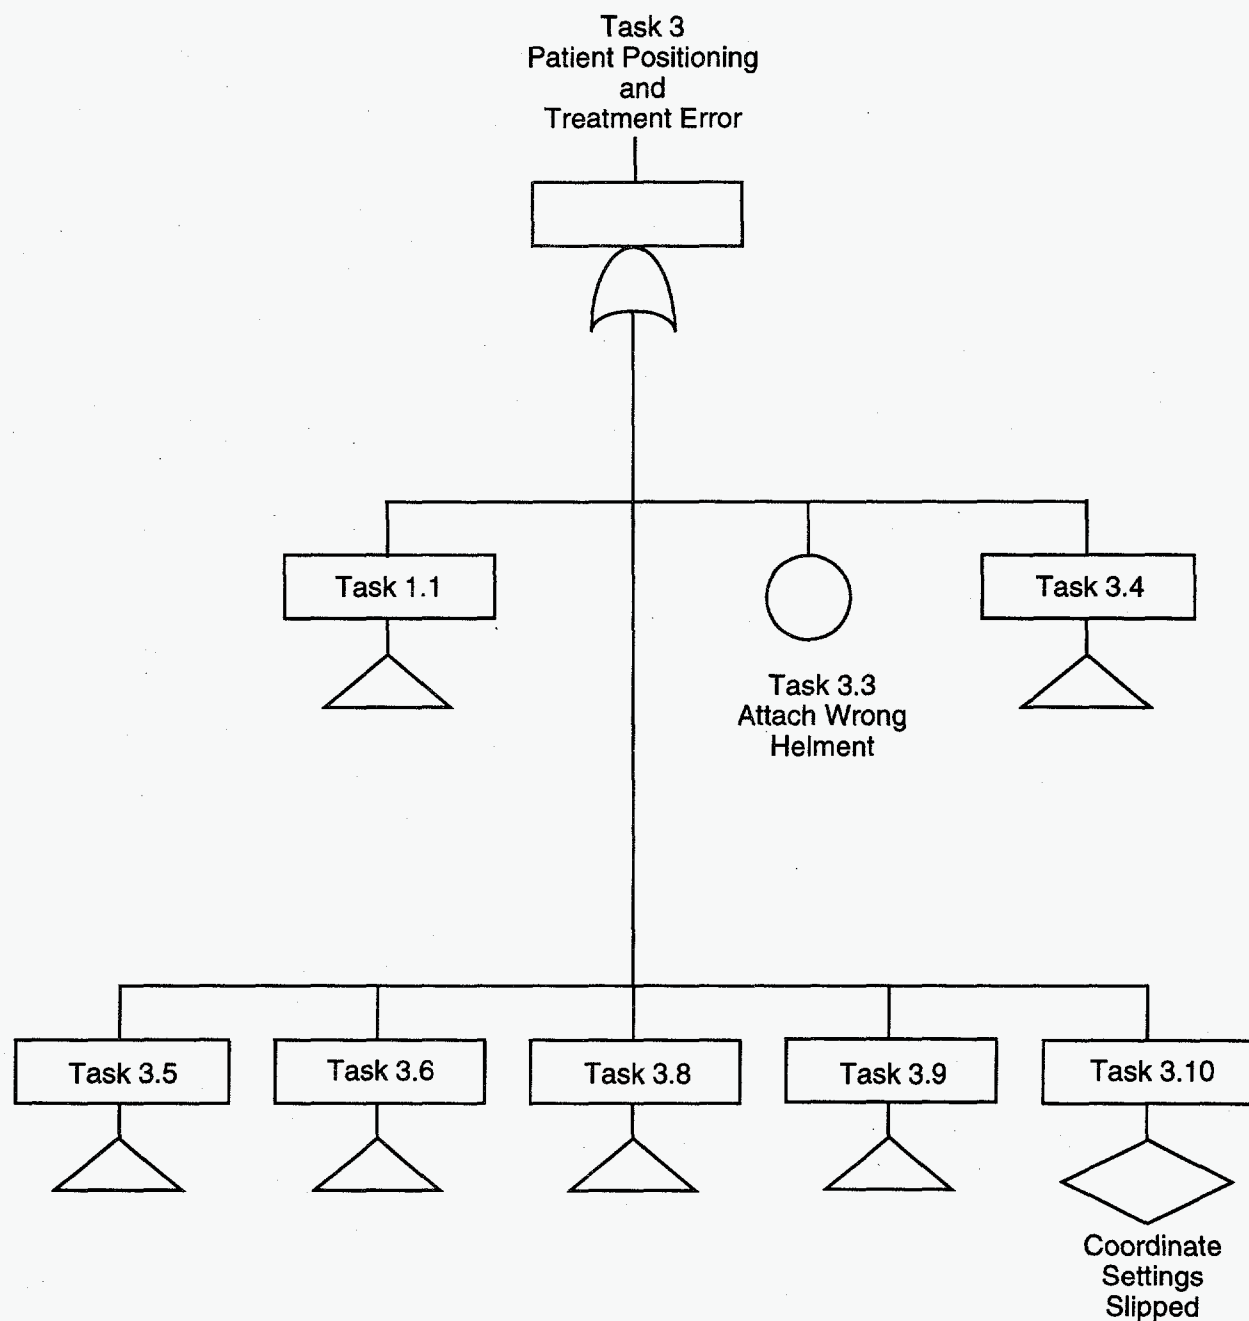 Task 3
Patient Positioning
and
Treatment Error
Task 1.1
Task 3.4
Task 3.3
Attach Wrong
Helment
Task 3.5
Task 3.6
Task 3.8
Task 3.9
Task 3.10
Coordinate
Settings
Slipped